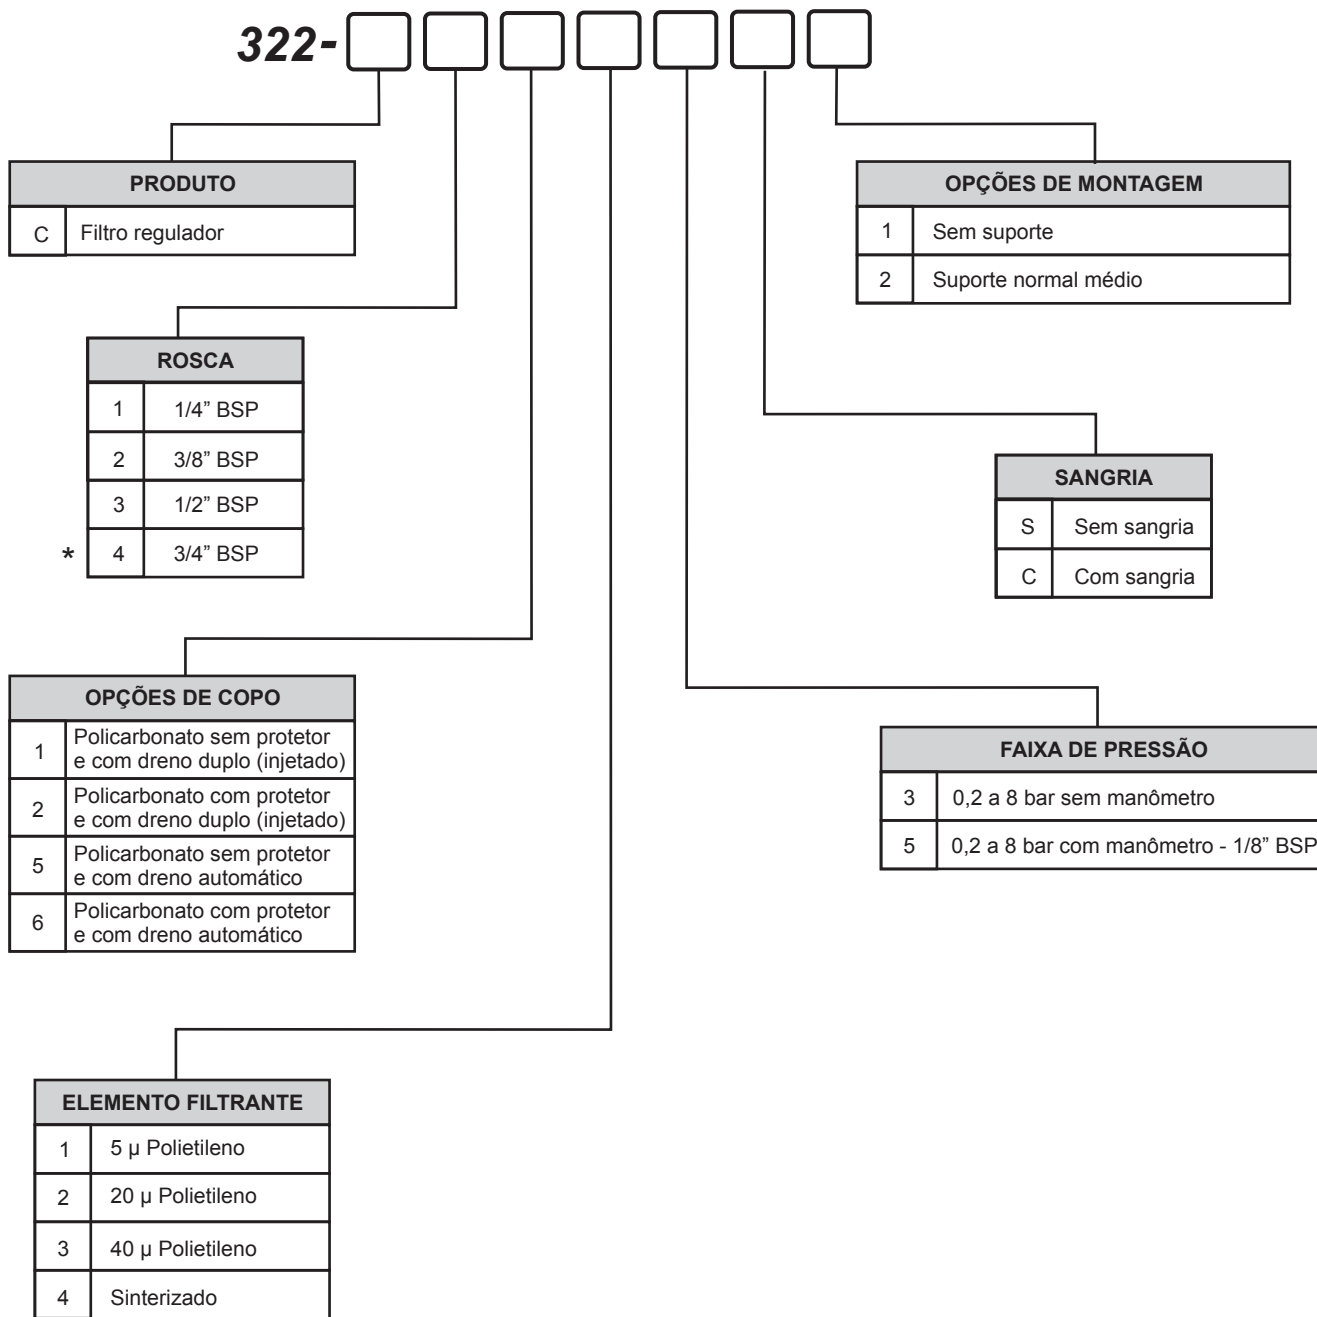 322-
PRODUTO
C Filtro regulador
OPÇÕES DE MONTAGEM
1 Sem suporte
2 Suporte normal médio
ROSCA
1 1/4” BSP
2 3/8” BSP
3 1/2” BSP
* 4 3/4” BSP
SANGRIA
S Sem sangria
C Com sangria
OPÇÕES DE COPO
1 Policarbonato sem protetor
e com dreno duplo (injetado)
2 Policarbonato com protetor
e com dreno duplo (injetado)
5 Policarbonato sem protetor
e com dreno automático
6 Policarbonato com protetor
e com dreno automático
FAIXA DE PRESSÃO
3 0,2 a 8 bar sem manômetro
5 0,2 a 8 bar com manômetro - 1/8” BSP
ELEMENTO FILTRANTE
1 5 µ Polietileno
2 20 µ Polietileno
3 40 µ Polietileno
4 Sinterizado